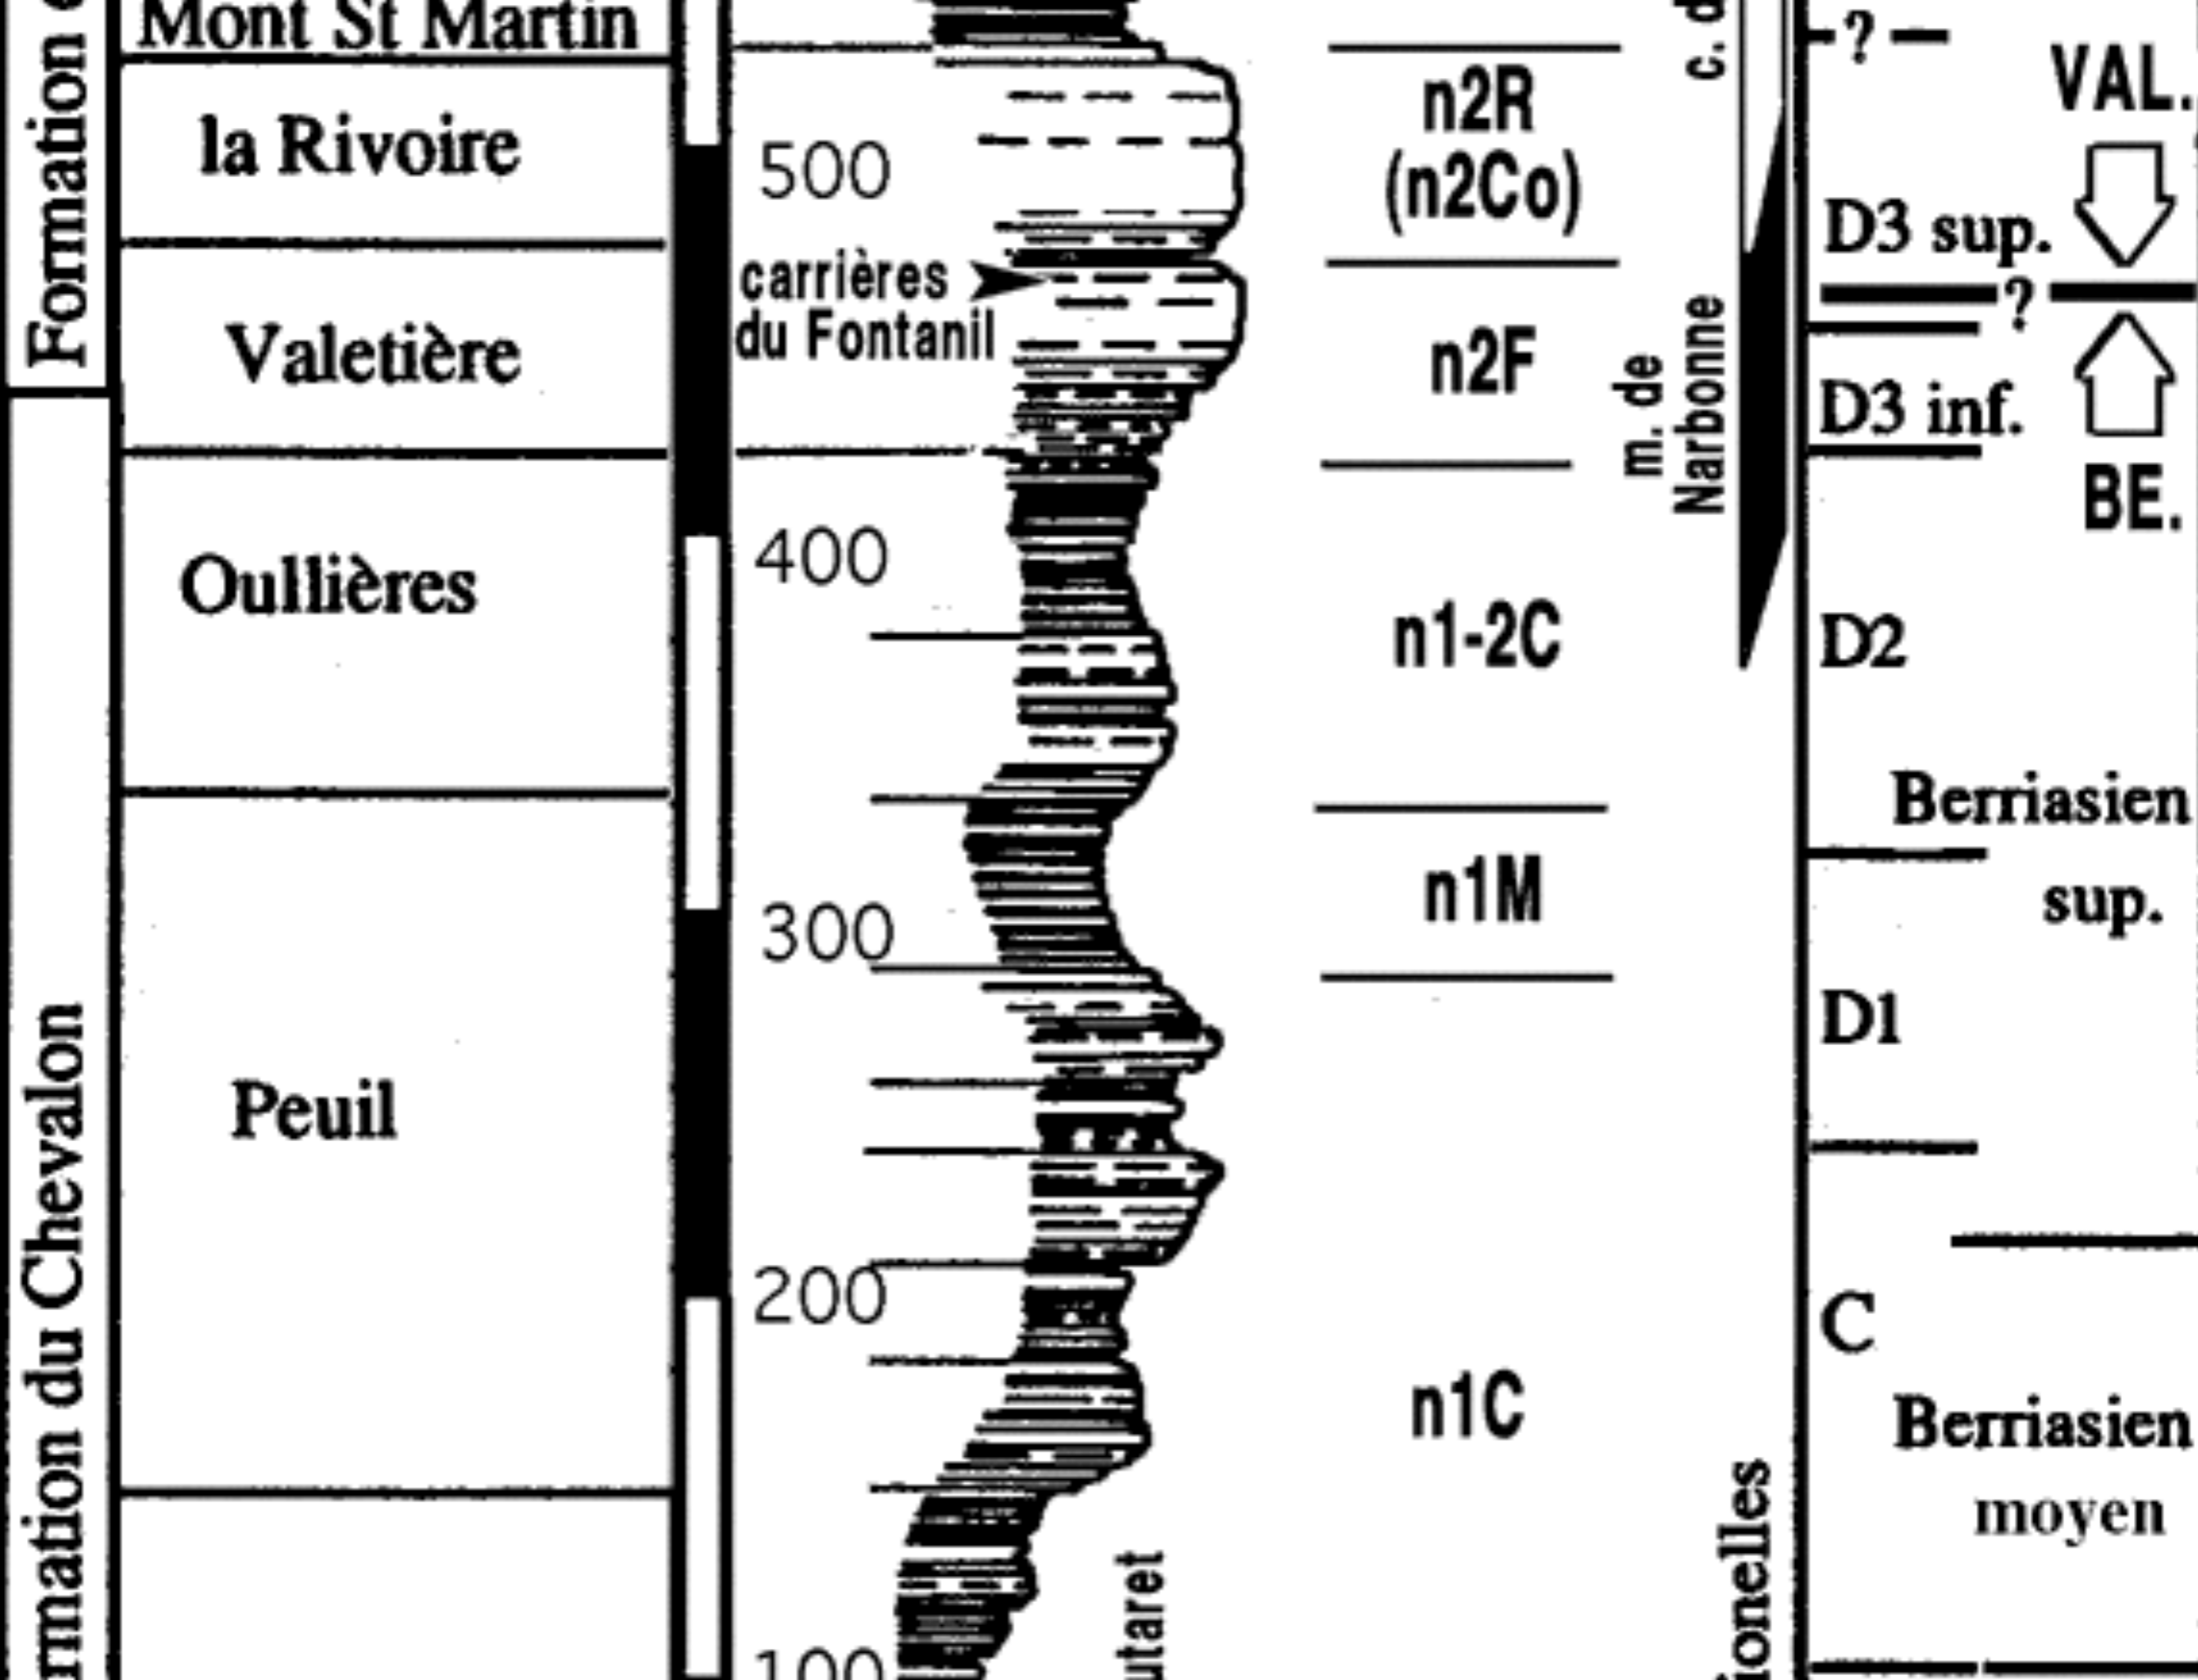 Mont St Martin
la Rivoire
Valetière
Oullières
Peuil
Formation
du Chevalon
500
carrières
du Fontanil
400
300
200
100
n2R
(n2Co)
n2F
n1-2C
n1M
n1C
m. de
Narbonne
?
VAL.
D3 sup.
?
D3 inf.
BE.
D2
Berriasien
sup.
D1
C
Berriasien
moyen